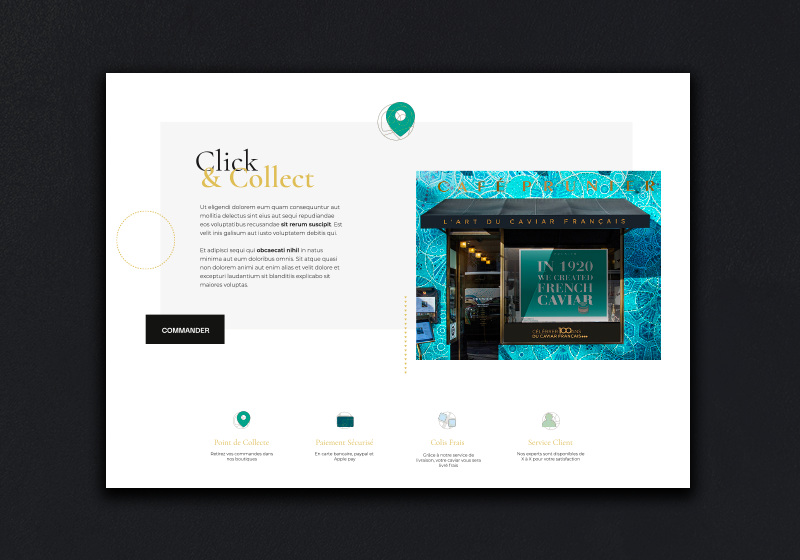 Click
& Collect
Ut eligendi dolorem eum quam consequuntur aut
mollitia delectus sint eius aut sequi repudiandae
eos voluptatibus recusandae sit rerum suscipit. Est
velit inis galisum aut iusto voluptatem debitis qui.
Et adipisci sequi qui obcaecati nihil in natus
minima aut eum doloribus omnis. Sit atque quasi
non dolorem animi aut enim alias et velit dolore et
excepturi laudantium sit blanditiis explicabo sit
maiores voluptas.
COMMANDER
CAFÉ PRUNIER
L'ART DU CAVIAR FRANÇAIS
IN 1920
WE CREATED
FRENCH
CAVIAR
CÉLÉBRER 100 ANS
DU CAVIAR FRANÇAIS
Point de Collecte
Retirez vos commandes dans
nos boutiques
Paiement Sécurisé
En carte bancaire, paypal et
Apple pay
Colis Frais
Grâce à notre service de
livraison, votre caviar vous sera
livré frais
Service Client
Nos experts sont disponibles de
X à X pour votre satisfaction